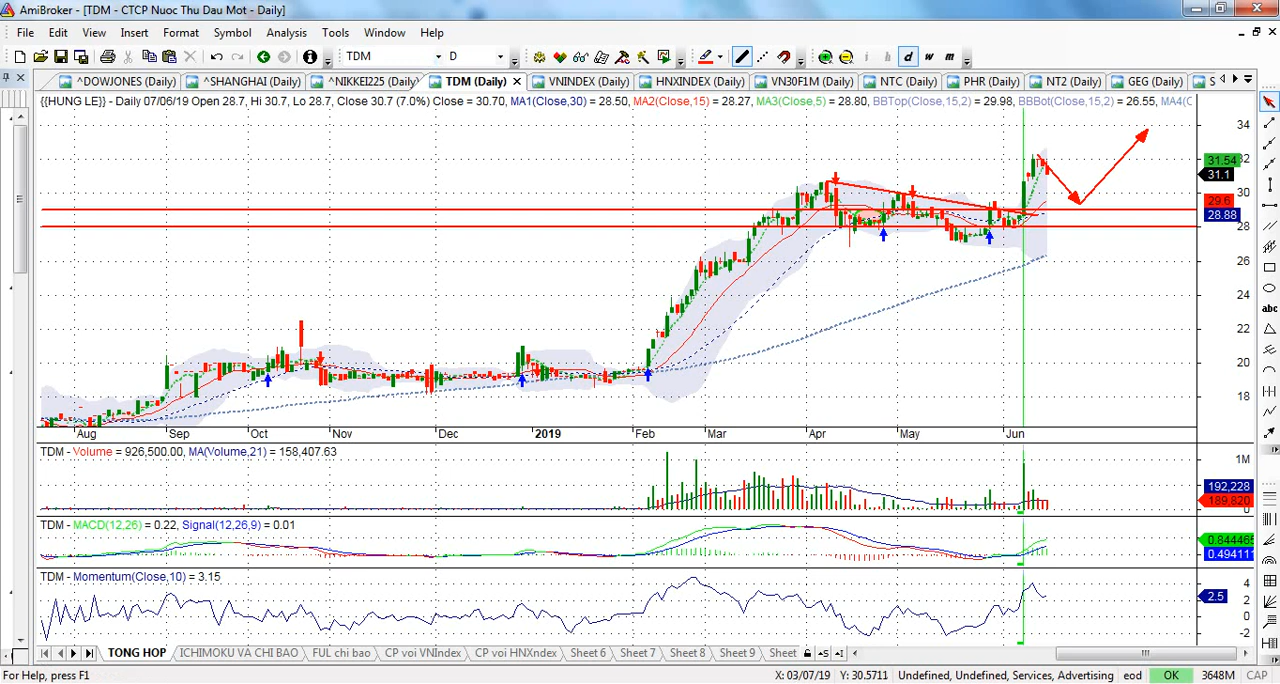 AmiBroker - [TDM - CTCP Nuoc Thu Dau Mot - Daily]
File Edit View Insert Format Symbol Analysis Tools Window Help
TDM D i h d w m
^DOWJONES (Daily) ^SHANGHAI (Daily) ^NIKKEI225 (Daily) TDM (Daily) VNINDEX (Daily) HNXINDEX (Daily) VN30F1M (Daily) NTC (Daily) PHR (Daily) NT2 (Daily) GEG (Daily) S
{{HUNG LE}} - Daily 07/06/19 Open 28.7, Hi 30.7, Lo 28.7, Close 30.7 (7.0%) Close = 30.70, MA1(Close,30) = 28.50, MA2(Close,15) = 28.27, MA3(Close,5) = 28.80, BBTop(Close,15,2) = 29.98, BBBot(Close,15,2) = 26.55, MA4(C
34
32
31.54
31.1
30
29.6
28.88
28
26
24
22
20
18
abc
Aug Sep Oct Nov Dec 2019 Feb Mar Apr May Jun
TDM - Volume = 926,500.00, MA(Volume,21) = 158,407.63
1M
192,228
189,820
0
TDM - MACD(12,26) = 0.22, Signal(12,26,9) = 0.01
0.844465
0.494111
TDM - Momentum(Close,10) = 3.15
4
2.5
2
0
-2
TONG HOP ICHIMOKU VÀ CHI BAO UL chi bao CP voi VNIndex CP voi HNXndex Sheet 6 Sheet 7 Sheet 8 Sheet 9 Sheet
For Help, press F1 X: 03/07/19 Y: 30.5711 Undefined, Undefined, Services, Advertising eod OK 3648M CAP